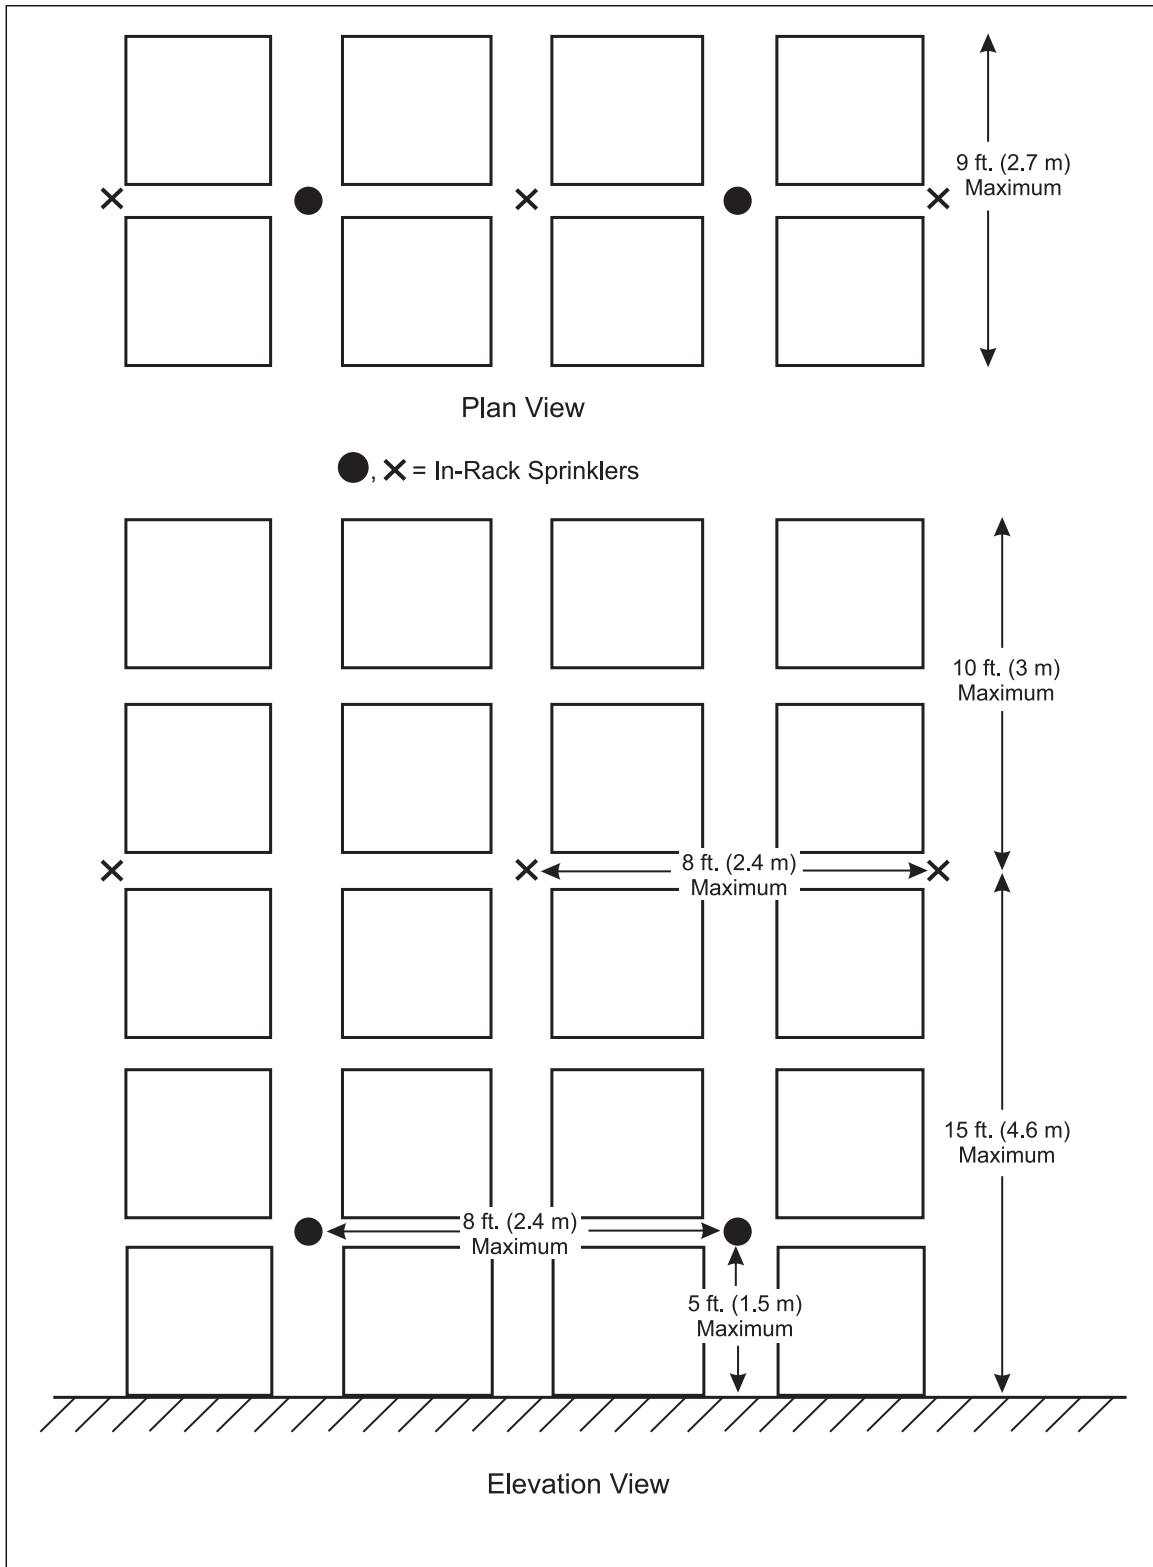 9 ft. (2.7 m)
Maximum
Plan View
, = In-Rack Sprinklers
10 ft. (3 m)
Maximum
8 ft. (2.4 m)
Maximum
15 ft. (4.6 m)
Maximum
8 ft. (2.4 m)
Maximum
5 ft. (1.5 m)
Maximum
Elevation View